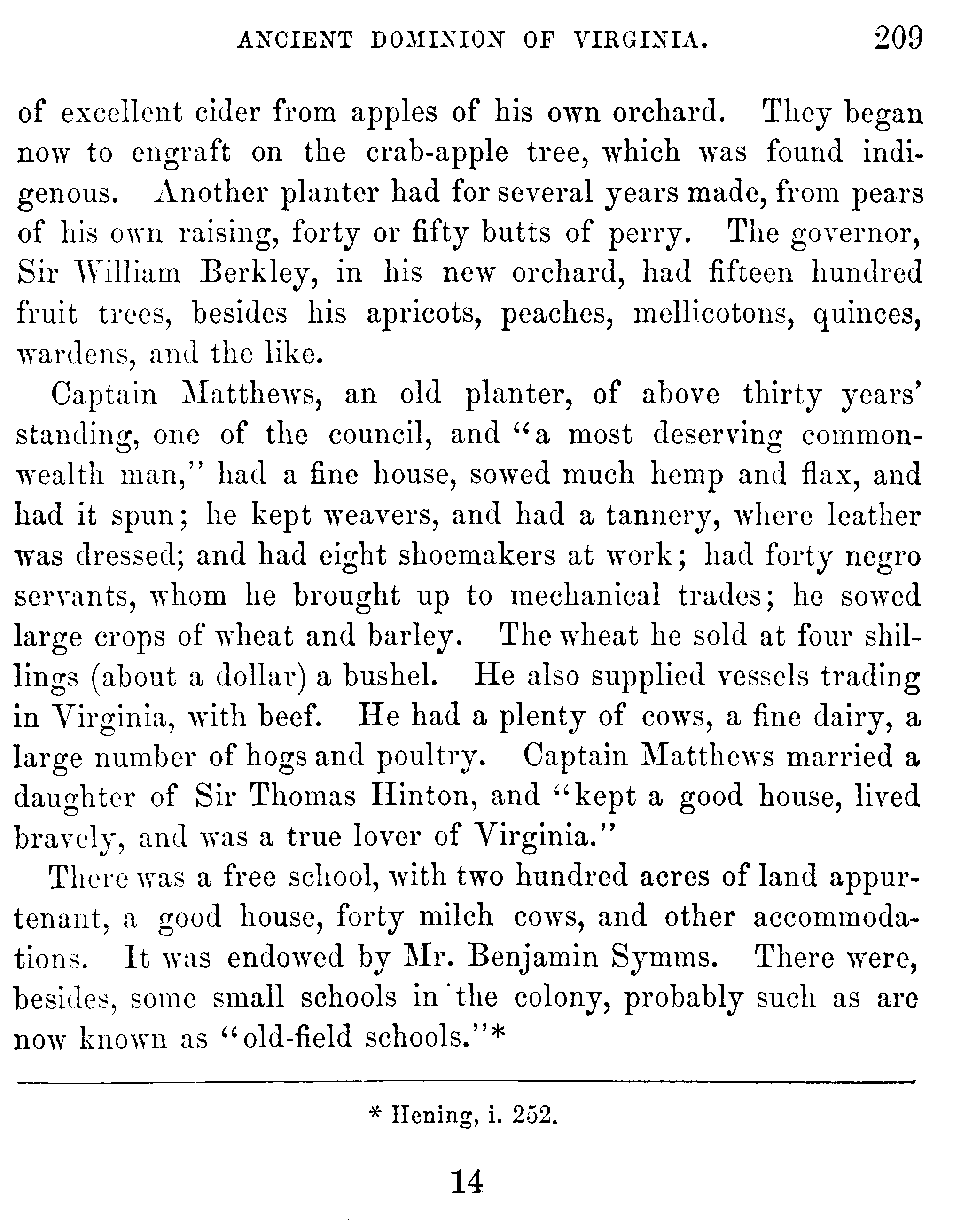 ANCIENT DOMINION OF VIRGINIA. 209
of excellent cider from apples of his own orchard. They began
now to engraft on the crab-apple tree, which was found indi-
genous. Another planter had for several years made, from pears
of his own raising, forty or fifty butts of perry. The governor,
Sir William Berkley, in his new orchard, had fifteen hundred
fruit trees, besides his apricots, peaches, mellicotons, quinces,
wardens, and the like.
Captain Matthews, an old planter, of above thirty years'
standing, one of the council, and "a most deserving common-
wealth man," had a fine house, sowed much hemp and flax, and
had it spun; he kept weavers, and had a tannery, where leather
was dressed; and had eight shoemakers at work; had forty negro
servants, whom he brought up to mechanical trades; he sowed
large crops of wheat and barley. The wheat he sold at four shil-
lings (about a dollar) a bushel. He also supplied vessels trading
in Virginia, with beef. He had a plenty of cows, a fine dairy, a
large number of hogs and poultry. Captain Matthews married a
daughter of Sir Thomas Hinton, and "kept a good house, lived
bravely, and was a true lover of Virginia."
There was a free school, with two hundred acres of land appur-
tenant, a good house, forty milch cows, and other accommoda-
tions. It was endowed by Mr. Benjamin Symms. There were,
besides, some small schools in the colony, probably such as are
now known as "old-field schools."*
* Hening, i. 252.
14